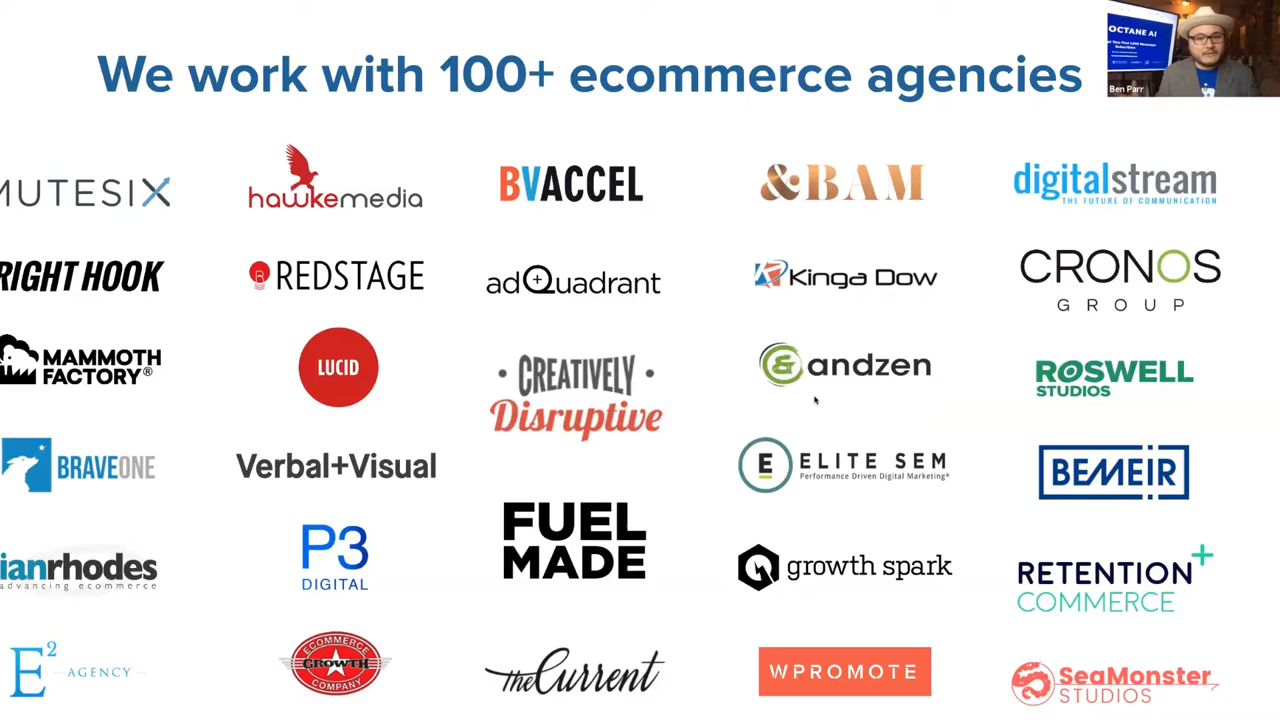 We work with 100+ ecommerce agencies
OCTANE AI
Ben Parr
MUTESIX
hawkemedia
BVACCEL
&BAM
digitalstream
THE FUTURE OF COMMUNICATION
RIGHT HOOK
REDSTAGE
adQuadrant
Kinga Dow
CRONOS
GROUP
MAMMOTH
FACTORY®
LUCID
CREATIVELY
Disruptive
&
andzen
ROSWELL
STUDIOS
BRAVEONE
Verbal+Visual
E
ELITE SEM
Performance Driven Digital Marketing®
BEMEIR
ianrhodes
advancing ecommerce
P3
DIGITAL
FUEL
MADE
growth spark
RETENTION+
COMMERCE
E2 AGENCY
ECOMMERCE
GROWTH
COMPANY
theCurrent
WPROMOTE
SeaMonster
STUDIOS